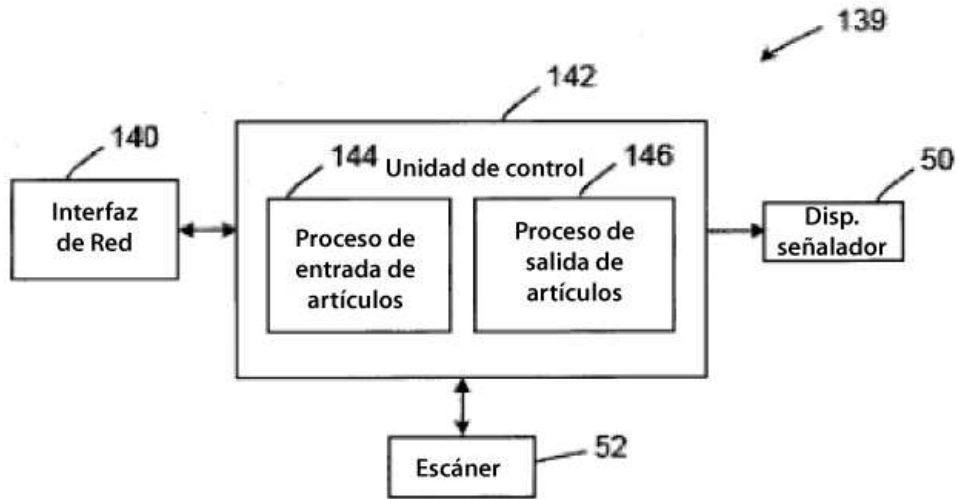 139
142
140
144
Unidad de control
146
50
Interfaz
de Red
Proceso de
entrada de
artículos
Proceso de
salida de
artículos
Disp.
señalador
Escáner
52